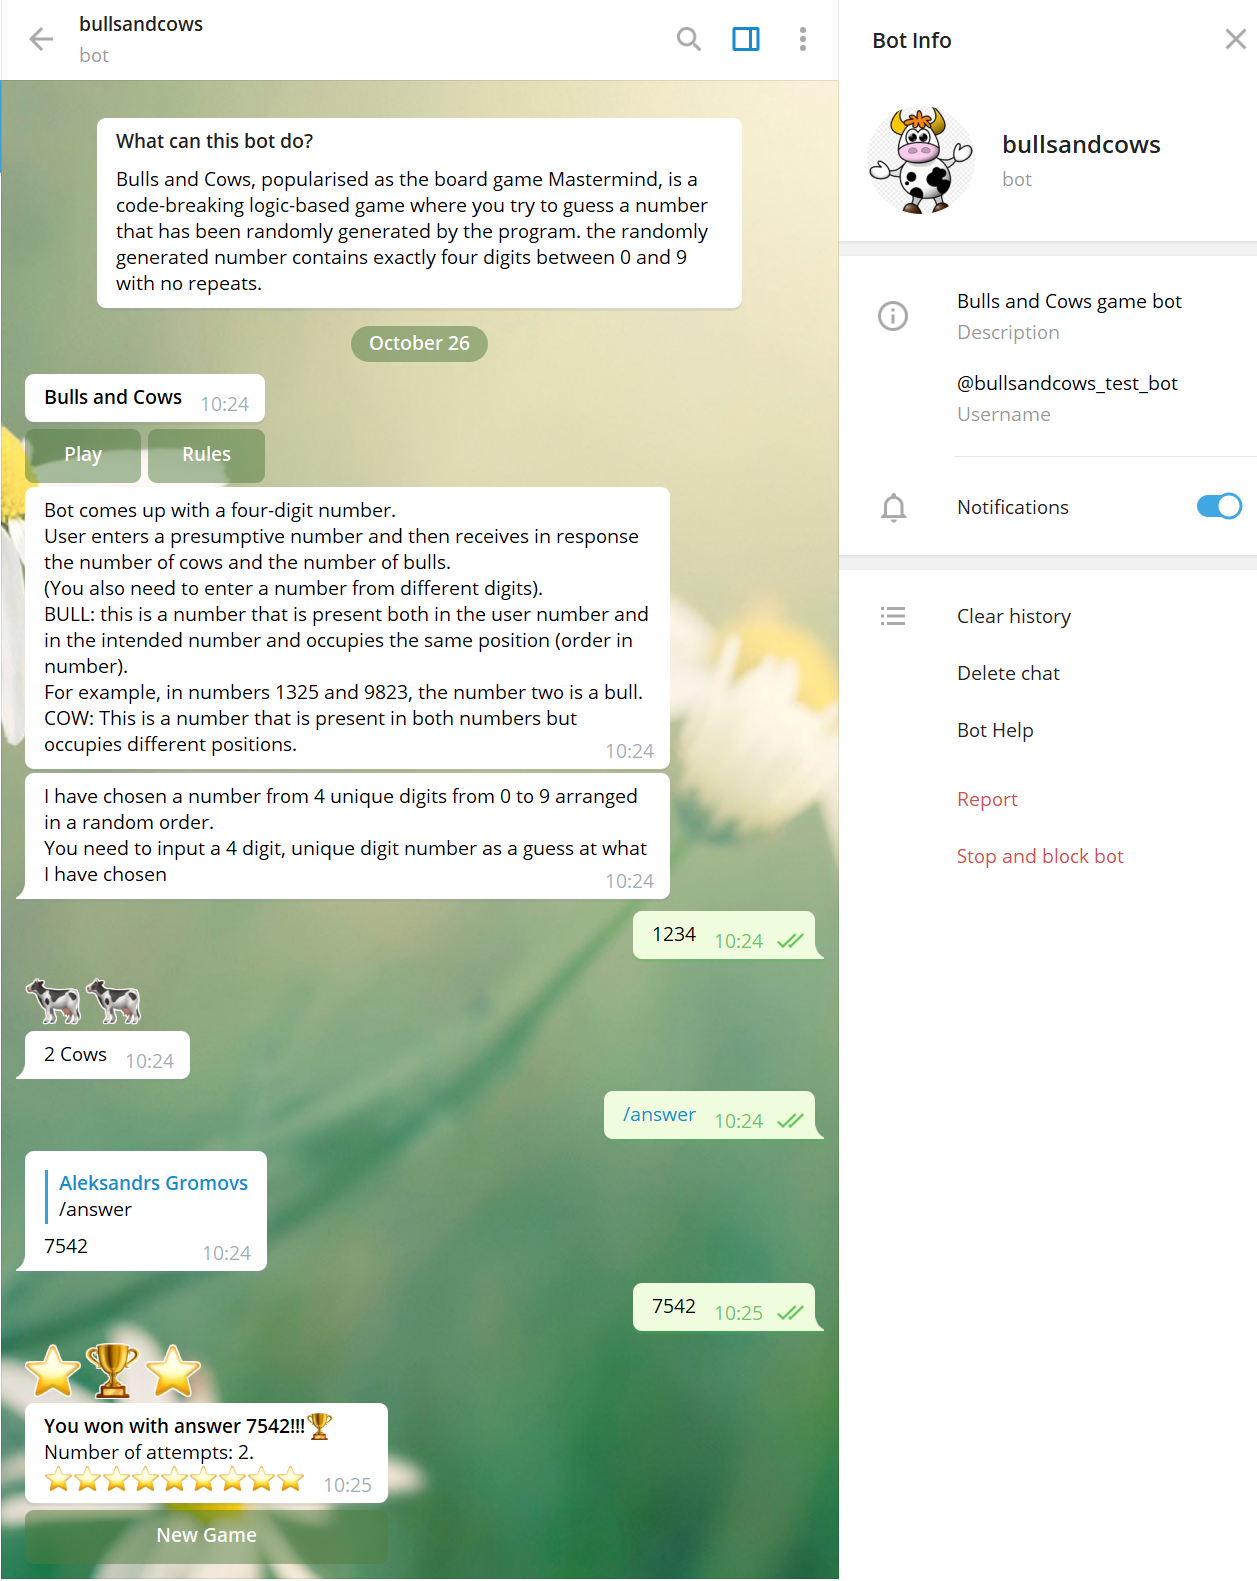 bullsandcows
bot
What can this bot do?
Bulls and Cows, popularised as the board game Mastermind, is a
code-breaking logic-based game where you try to guess a number
that has been randomly generated by the program. the randomly
generated number contains exactly four digits between 0 and 9
with no repeats.
October 26
Bulls and Cows 10:24
Play Rules
Bot comes up with a four-digit number.
User enters a presumptive number and then receives in response
the number of cows and the number of bulls.
(You also need to enter a number from different digits).
BULL: this is a number that is present both in the user number and
in the intended number and occupies the same position (order in
number).
For example, in numbers 1325 and 9823, the number two is a bull.
COW: This is a number that is present in both numbers but
occupies different positions. 10:24
I have chosen a number from 4 unique digits from 0 to 9 arranged
in a random order.
You need to input a 4 digit, unique digit number as a guess at what
I have chosen 10:24
1234 10:24
2 Cows 10:24
/answer 10:24
Aleksandrs Gromovs
/answer
7542 10:24
7542 10:25
You won with answer 7542!!!
Number of attempts: 2.
10:25
New Game
Bot Info
bullsandcows
bot
Bulls and Cows game bot
Description
@bullsandcows_test_bot
Username
Notifications
Clear history
Delete chat
Bot Help
Report
Stop and block bot